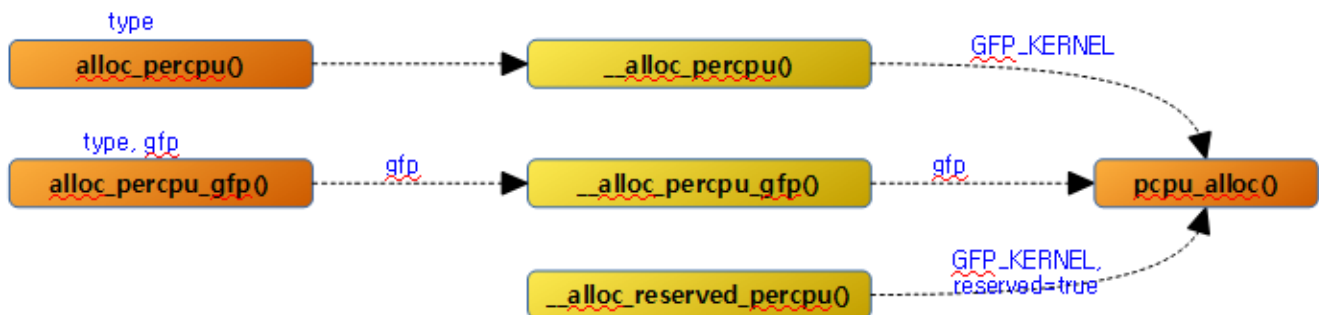 type
alloc_percpu()
__alloc_percpu()
GFP_KERNEL
type, gfp
alloc_percpu_gfp()
gfp
__alloc_percpu_gfp()
gfp
pcpu_alloc()
__alloc_reserved_percpu()
GFP_KERNEL,
reserved=true